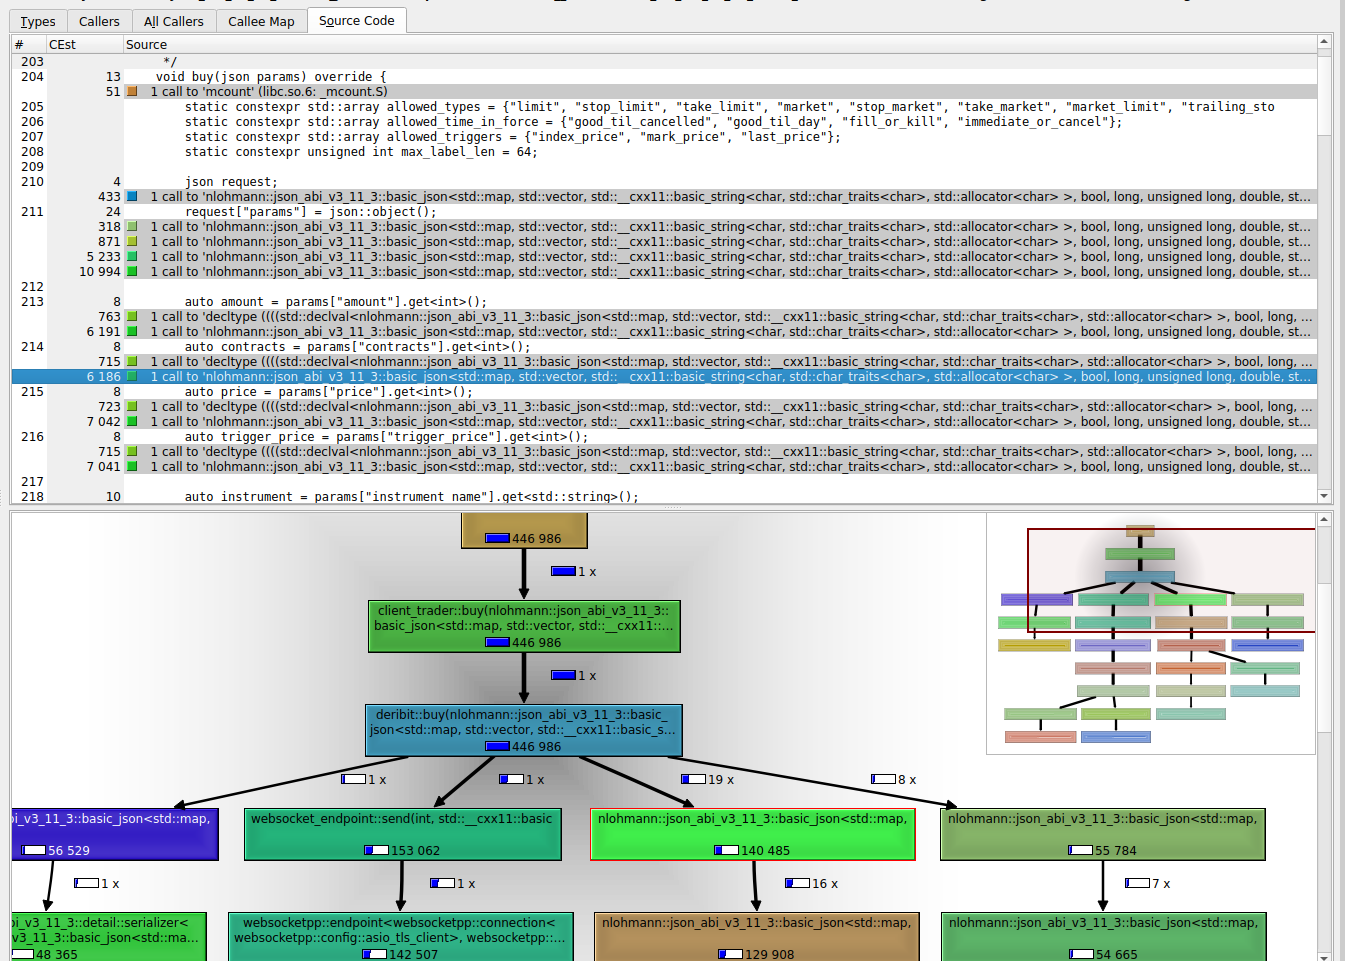 Types Callers All Callers Callee Map Source Code
# CEst Source
203 */
204 13 void buy(json params) override {
51 1 call to 'mcount' (libc.so.6: _mcount.S)
205 static constexpr std::array allowed_types = {"limit", "stop_limit", "take_limit", "market", "stop_market", "take_market", "market_limit", "trailing_sto
206 static constexpr std::array allowed_time_in_force = {"good_til_cancelled", "good_til_day", "fill_or_kill", "immediate_or_cancel"};
207 static constexpr std::array allowed_triggers = {"index_price", "mark_price", "last_price"};
208 static constexpr unsigned int max_label_len = 64;
209
210 4 json request;
433 1 call to 'nlohmann::json_abi_v3_11_3::basic_json<std::map, std::vector, std::__cxx11::basic_string<char, std::char_traits<char>, std::allocator<char> >, bool, long, unsigned long, double, st...
211 24 request["params"] = json::object();
318 1 call to 'nlohmann::json_abi_v3_11_3::basic_json<std::map, std::vector, std::__cxx11::basic_string<char, std::char_traits<char>, std::allocator<char> >, bool, long, unsigned long, double, st...
871 1 call to 'nlohmann::json_abi_v3_11_3::basic_json<std::map, std::vector, std::__cxx11::basic_string<char, std::char_traits<char>, std::allocator<char> >, bool, long, unsigned long, double, st...
5 233 1 call to 'nlohmann::json_abi_v3_11_3::basic_json<std::map, std::vector, std::__cxx11::basic_string<char, std::char_traits<char>, std::allocator<char> >, bool, long, unsigned long, double, st...
10 994 1 call to 'nlohmann::json_abi_v3_11_3::basic_json<std::map, std::vector, std::__cxx11::basic_string<char, std::char_traits<char>, std::allocator<char> >, bool, long, unsigned long, double, st...
212
213 8 auto amount = params["amount"].get<int>();
763 1 call to 'decltype ((((std::declval<nlohmann::json_abi_v3_11_3::basic_json<std::map, std::vector, std::__cxx11::basic_string<char, std::char_traits<char>, std::allocator<char> >, bool, long, ...
6 191 1 call to 'nlohmann::json_abi_v3_11_3::basic_json<std::map, std::vector, std::__cxx11::basic_string<char, std::char_traits<char>, std::allocator<char> >, bool, long, unsigned long, double, st...
214 8 auto contracts = params["contracts"].get<int>();
715 1 call to 'decltype ((((std::declval<nlohmann::json_abi_v3_11_3::basic_json<std::map, std::vector, std::__cxx11::basic_string<char, std::char_traits<char>, std::allocator<char> >, bool, long, ...
6 186 1 call to 'nlohmann::json_abi_v3_11_3::basic_json<std::map, std::vector, std::__cxx11::basic_string<char, std::char_traits<char>, std::allocator<char> >, bool, long, unsigned long, double, st...
215 8 auto price = params["price"].get<int>();
723 1 call to 'decltype ((((std::declval<nlohmann::json_abi_v3_11_3::basic_json<std::map, std::vector, std::__cxx11::basic_string<char, std::char_traits<char>, std::allocator<char> >, bool, long, ...
7 042 1 call to 'nlohmann::json_abi_v3_11_3::basic_json<std::map, std::vector, std::__cxx11::basic_string<char, std::char_traits<char>, std::allocator<char> >, bool, long, unsigned long, double, st...
216 8 auto trigger_price = params["trigger_price"].get<int>();
715 1 call to 'decltype ((((std::declval<nlohmann::json_abi_v3_11_3::basic_json<std::map, std::vector, std::__cxx11::basic_string<char, std::char_traits<char>, std::allocator<char> >, bool, long, ...
7 041 1 call to 'nlohmann::json_abi_v3_11_3::basic_json<std::map, std::vector, std::__cxx11::basic_string<char, std::char_traits<char>, std::allocator<char> >, bool, long, unsigned long, double, st...
217
218 10 auto instrument = params["instrument_name"].get<std::string>();
446 986
1 x
client_trader::buy(nlohmann::json_abi_v3_11_3::
basic_json<std::map, std::vector, std::__cxx11::...
446 986
1 x
deribit::buy(nlohmann::json_abi_v3_11_3::basic_
json<std::map, std::vector, std::__cxx11::basic_s...
446 986
1 x 1 x 19 x 8 x
i_v3_11_3::basic_json<std::map,
56 529
websocket_endpoint::send(int, std::__cxx11::basic
153 062
nlohmann::json_abi_v3_11_3::basic_json<std::map,
140 485
nlohmann::json_abi_v3_11_3::basic_json<std::map,
55 784
1 x 1 x 16 x 7 x
i_v3_11_3::detail::serializer<
v3_11_3::basic_json<std::ma...
48 365
websocketpp::endpoint<websocketpp::connection<
websocketpp::config::asio_tls_client>, websocketpp::...
142 507
nlohmann::json_abi_v3_11_3::basic_json<std::map,
129 908
nlohmann::json_abi_v3_11_3::basic_json<std::map,
54 665